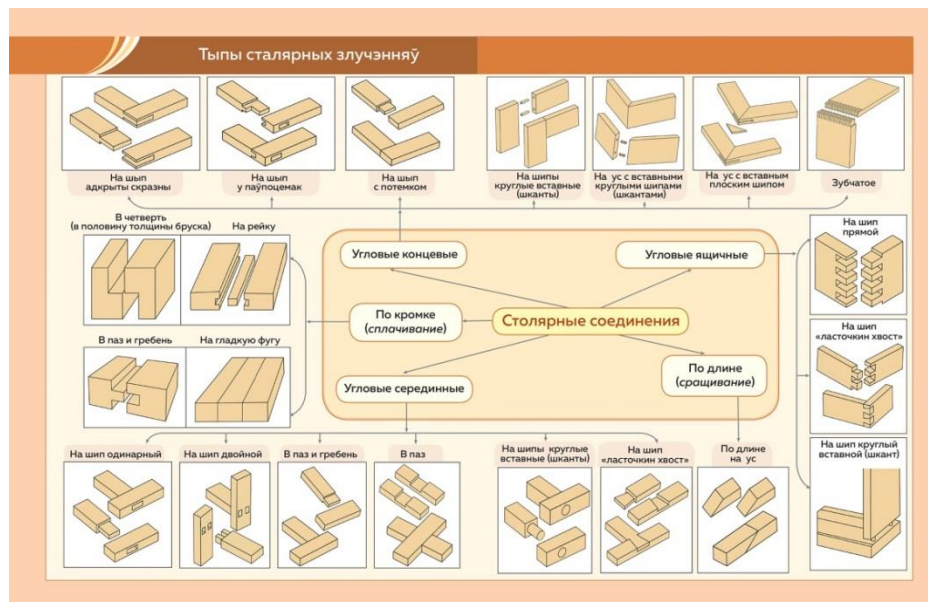 Тыпы сталярных злучэнняў
На шып
адкрыты скразны
На шып
у паўпоцемак
На шып
с потемком
На шипы
круглые вставные
(шканты)
На ус с вставными
круглыми шипами
(шкантами)
На ус с вставным
плоским шипом
Зубчатое
В четверть
(в половину толщины бруска)
На рейку
В паз и гребень
На гладкую фугу
Угловые концевые
Угловые ящичные
По кромке
(сплачивание)
Столярные соединения
Угловые серединные
По длине
(сращивание)
На шип
прямой
На шип
«ласточкин хвост»
На шип круглый
вставной (шкант)
На шип одинарный
На шип двойной
В паз и гребень
В паз
На шипы круглые
вставные (шканты)
На шип
«ласточкин хвост»
По длине
на ус